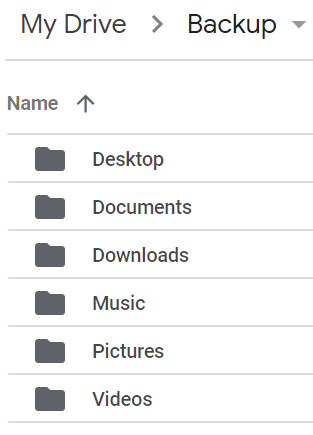 My Drive > Backup
Name ↑
Desktop
Documents
Downloads
Music
Pictures
Videos